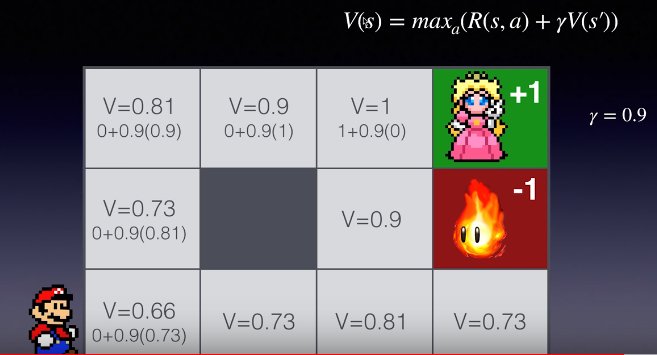 V(s) = maxₐ(R(s, a) + γV(s′))
V=0.81
0+0.9(0.9)
V=0.9
0+0.9(1)
V=1
1+0.9(0)
+1
γ = 0.9
V=0.73
0+0.9(0.81)
V=0.9
-1
V=0.66
0+0.9(0.73)
V=0.73
V=0.81
V=0.73